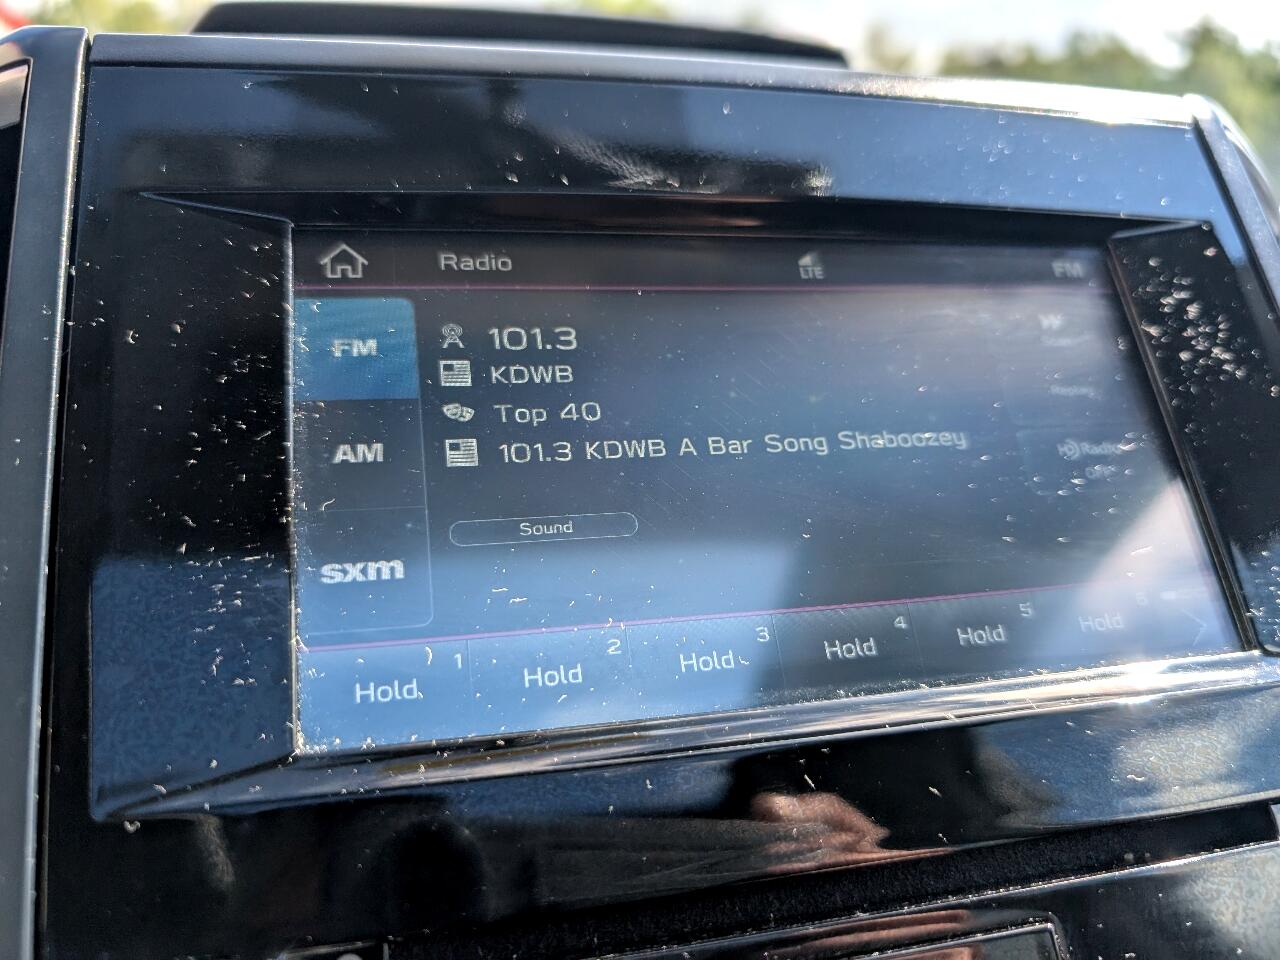 Radio
LTE
FM
FM
AM
sxm
101.3
KDWB
Top 40
101.3 KDWB A Bar Song Shaboozey
Radio
Sound
1
Hold
2
Hold
3
Hold
4
Hold
5
Hold
6
Hold